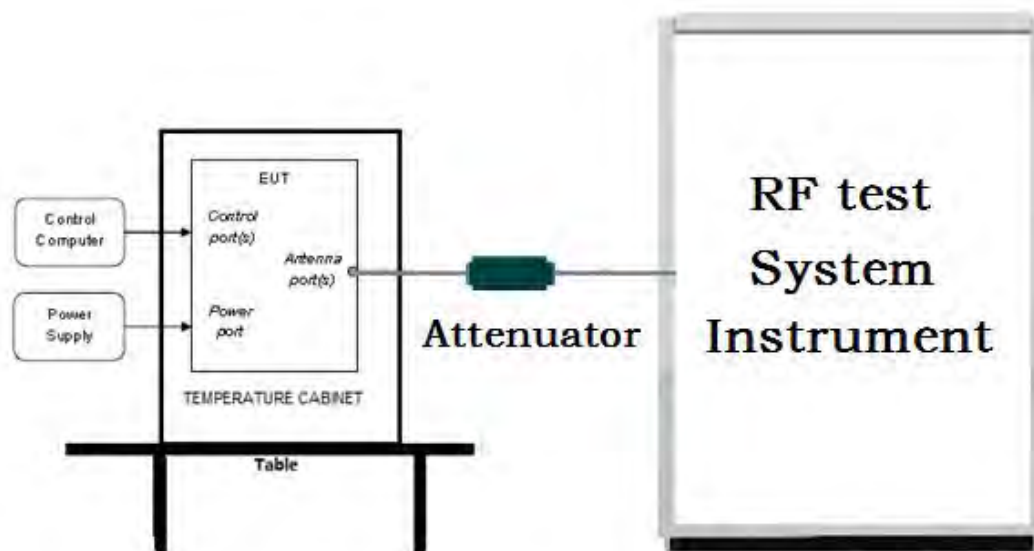 Control
Computer
Power
Supply
EUT
Control
port(s)
Antenna
port(s)
Power
port
TEMPERATURE CABINET
Table
Attenuator
RF test
System
Instrument